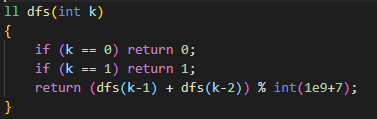 ll dfs(int k)
{
    if (k == 0) return 0;
    if (k == 1) return 1;
    return (dfs(k-1) + dfs(k-2)) % int(1e9+7);
}